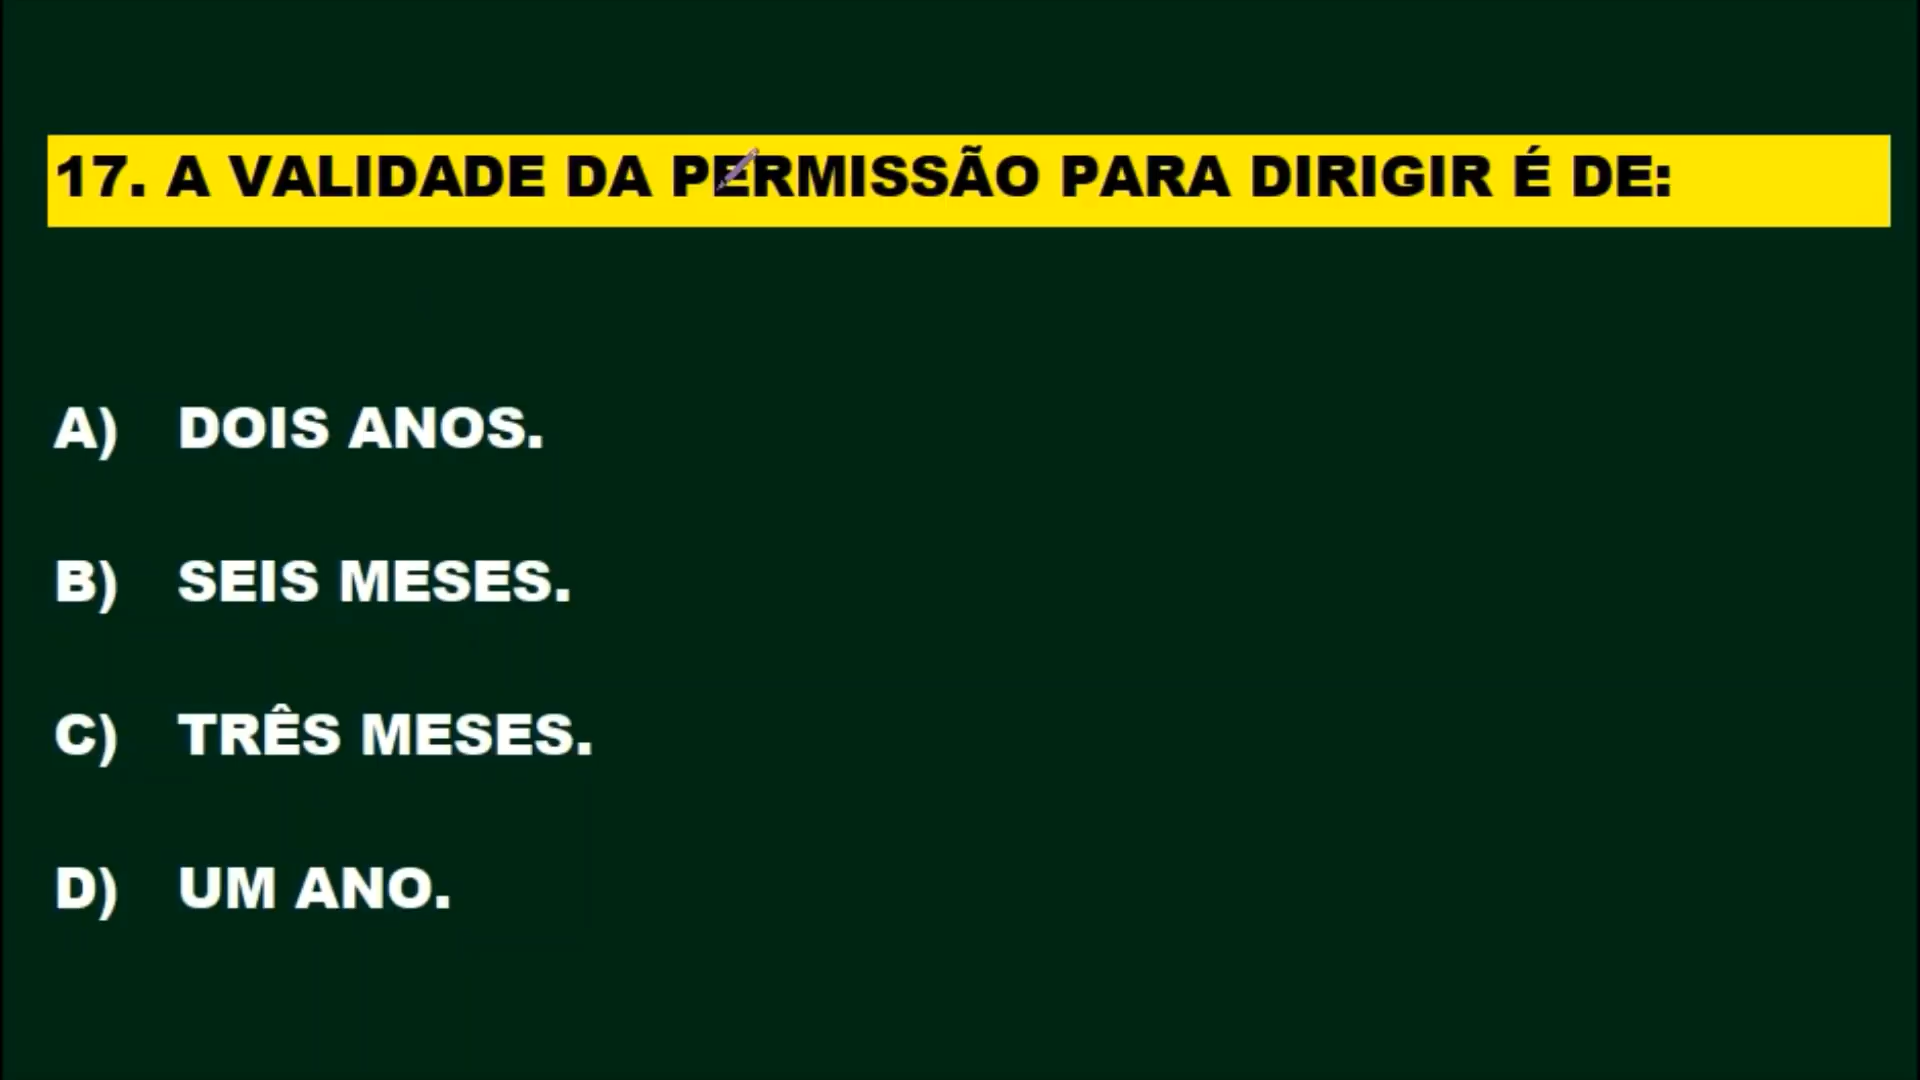 17. A VALIDADE DA PERMISSÃO PARA DIRIGIR É DE:
A) DOIS ANOS.
B) SEIS MESES.
C) TRÊS MESES.
D) UM ANO.